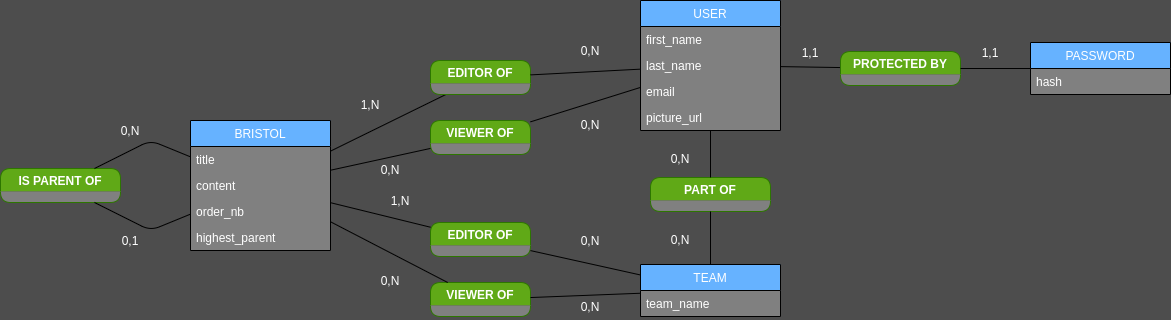 USER
first_name
last_name
email
picture_url
1,1
PROTECTED BY
1,1
PASSWORD
hash
0,N
EDITOR OF
1,N
VIEWER OF
0,N
0,N
BRISTOL
title
content
order_nb
highest_parent
0,N
IS PARENT OF
0,1
0,N
PART OF
0,N
1,N
EDITOR OF
0,N
0,N
VIEWER OF
0,N
TEAM
team_name